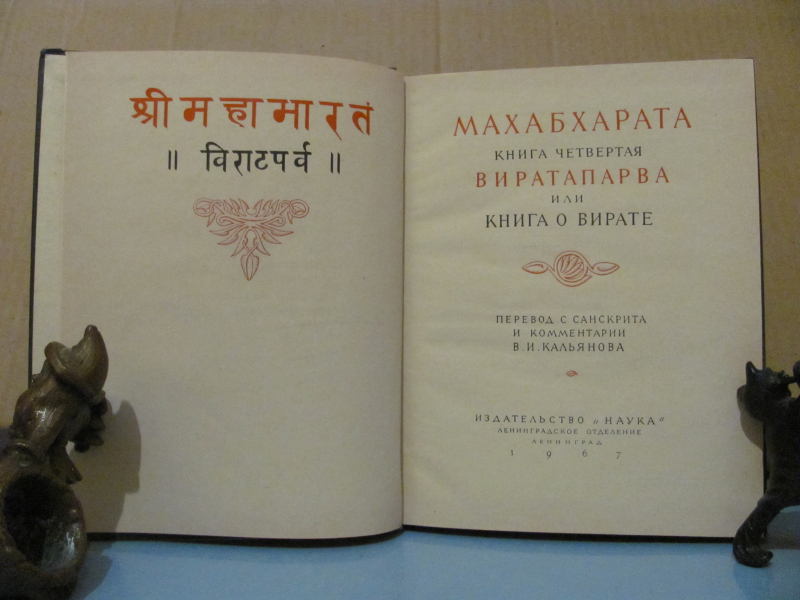 श्री महाभारतं
॥ विराटपर्व ॥
МАХАБХАРАТА
КНИГА ЧЕТВЕРТАЯ
ВИРАТАПАРВА
ИЛИ
КНИГА О ВИРАТЕ
ПЕРЕВОД С САНСКРИТА
И КОММЕНТАРИИ
В. И. КАЛЬЯНОВА
ИЗДАТЕЛЬСТВО „НАУКА“
ЛЕНИНГРАДСКОЕ ОТДЕЛЕНИЕ
ЛЕНИНГРАД
1967